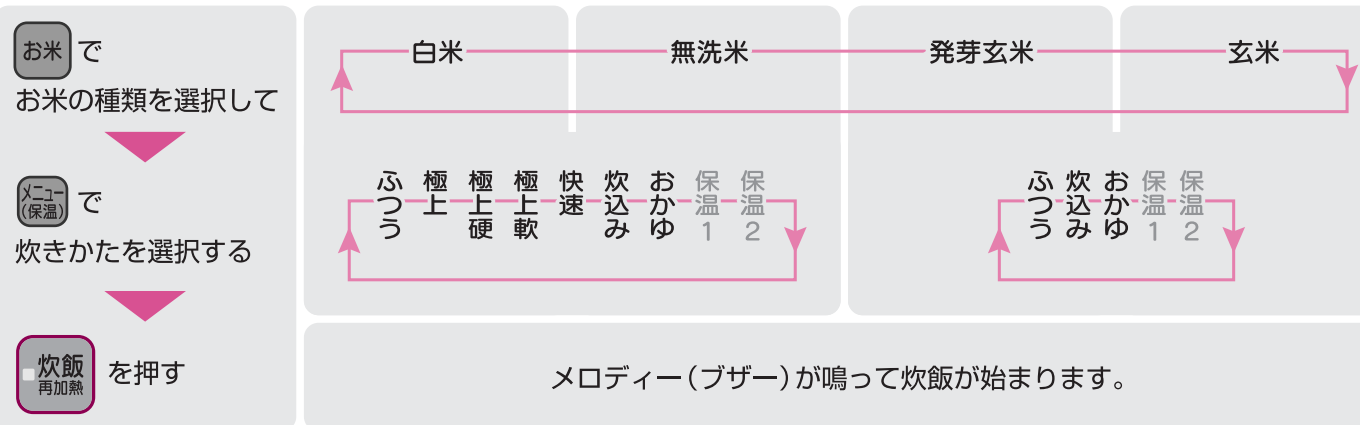 お米 で
お米の種類を選択して
白米 無洗米 発芽玄米 玄米
メニュー
(保温) で
炊きかたを選択する
ふつう
極上
極上硬
極上軟
快速
炊込み
おかゆ
保温1
保温2
ふつう
炊込み
おかゆ
保温1
保温2
炊飯
再加熱 を押す
メロディー(ブザー)が鳴って炊飯が始まります。